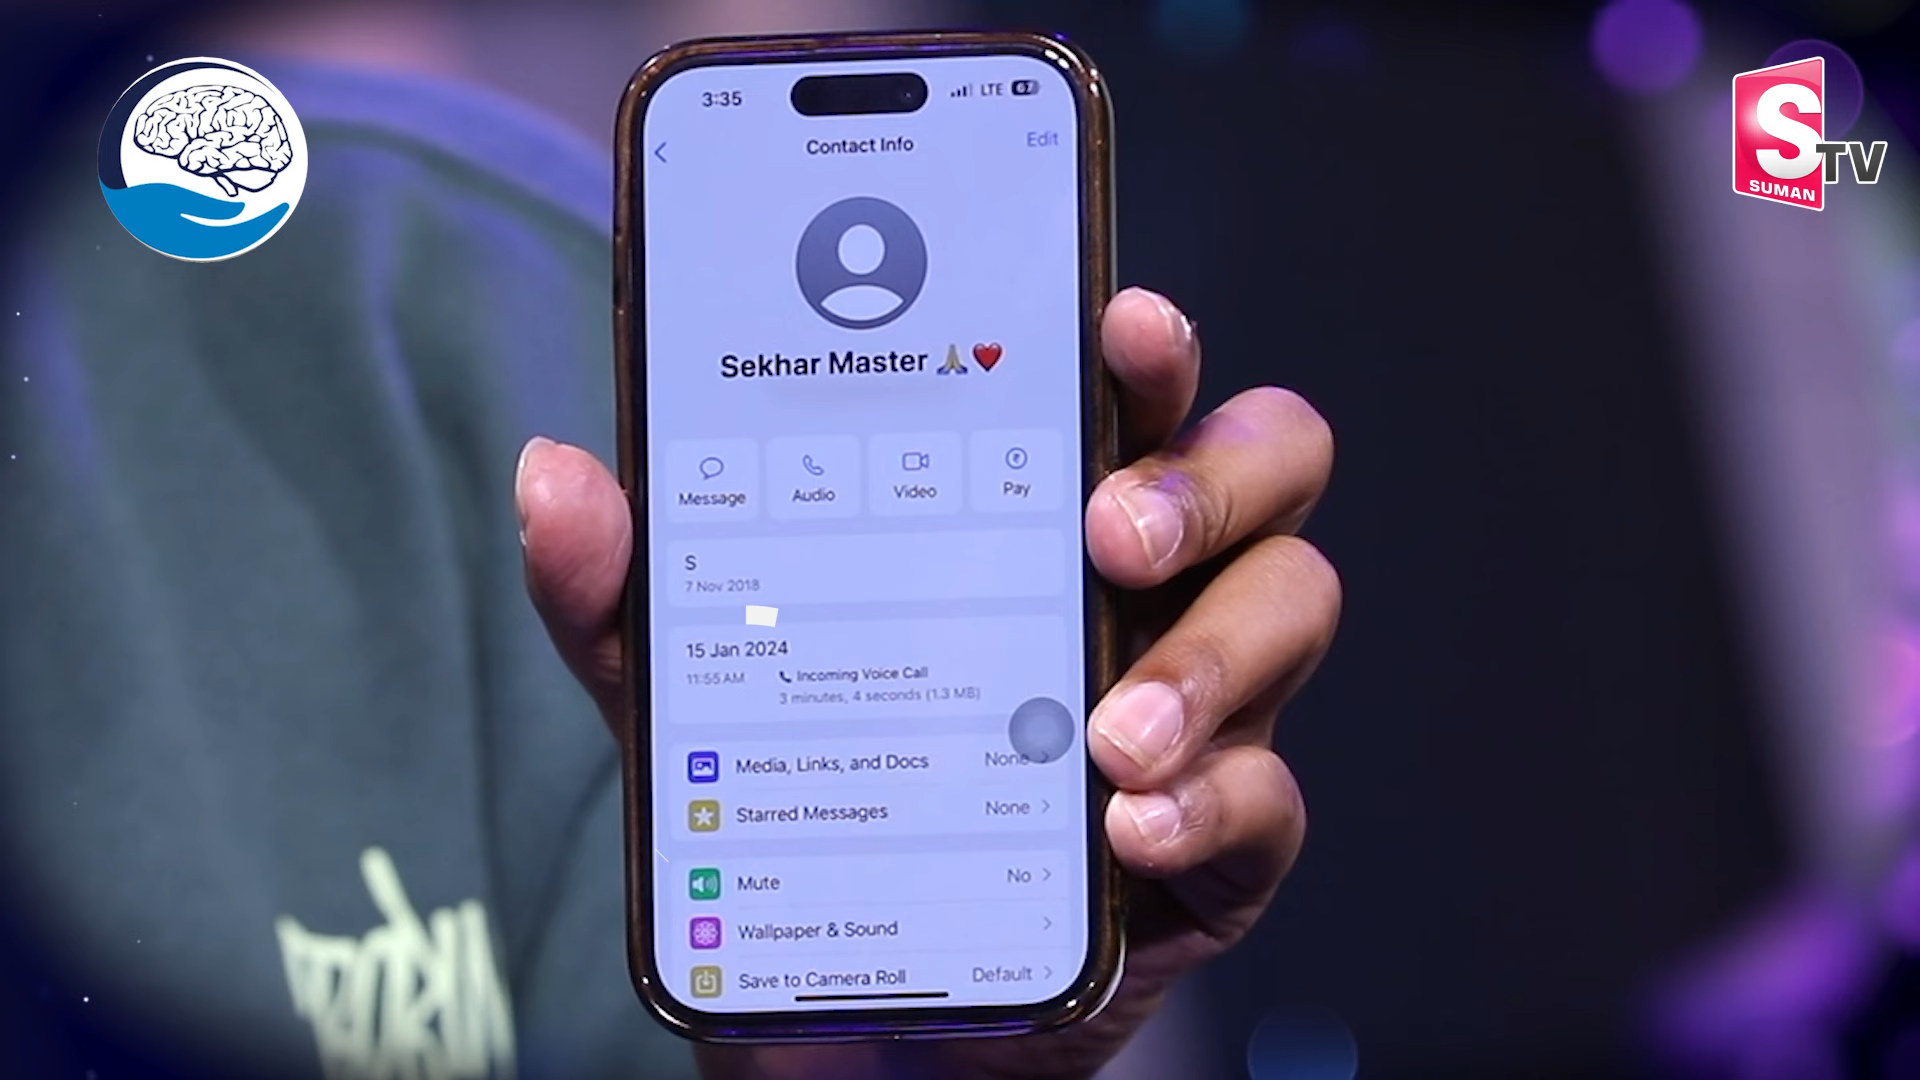 S
TV
SUMAN
3:35
LTE 67
Contact Info
Edit
Sekhar Master 🙏❤️
Message
Audio
Video
Pay
S
7 Nov 2018
15 Jan 2024
11:55 AM
Incoming Voice Call
3 minutes, 4 seconds (1.3 MB)
Media, Links, and Docs
None
Starred Messages
None
Mute
No
Wallpaper & Sound
Save to Camera Roll
Default